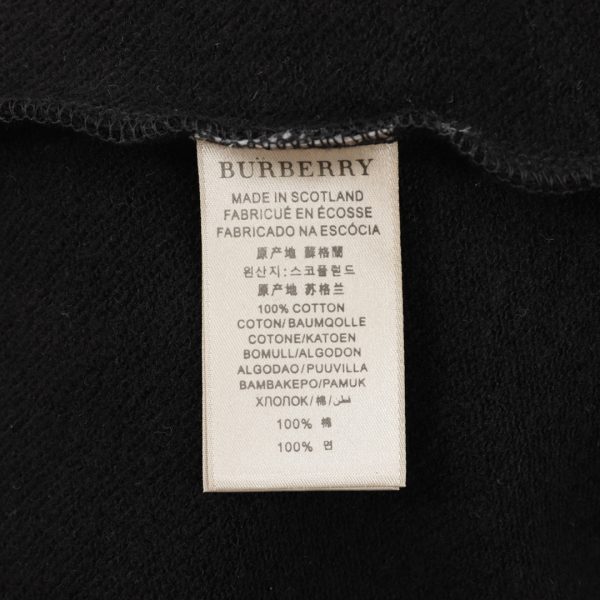 BURBERRY
MADE IN SCOTLAND
FABRICUÉ EN ÉCOSSE
FABRICADO NA ESCÓCIA
原产地 蘇格蘭
원산지:스코틀랜드
原产地 苏格兰
100% COTTON
COTON/BAUMQOLLE
COTONE/KATOEN
BOMULL/ALGODON
ALGODAO/PUUVILLA
BAMBAKEPO/PAMUK
ХЛОПОК/棉/قطن
100% 棉
100% 면